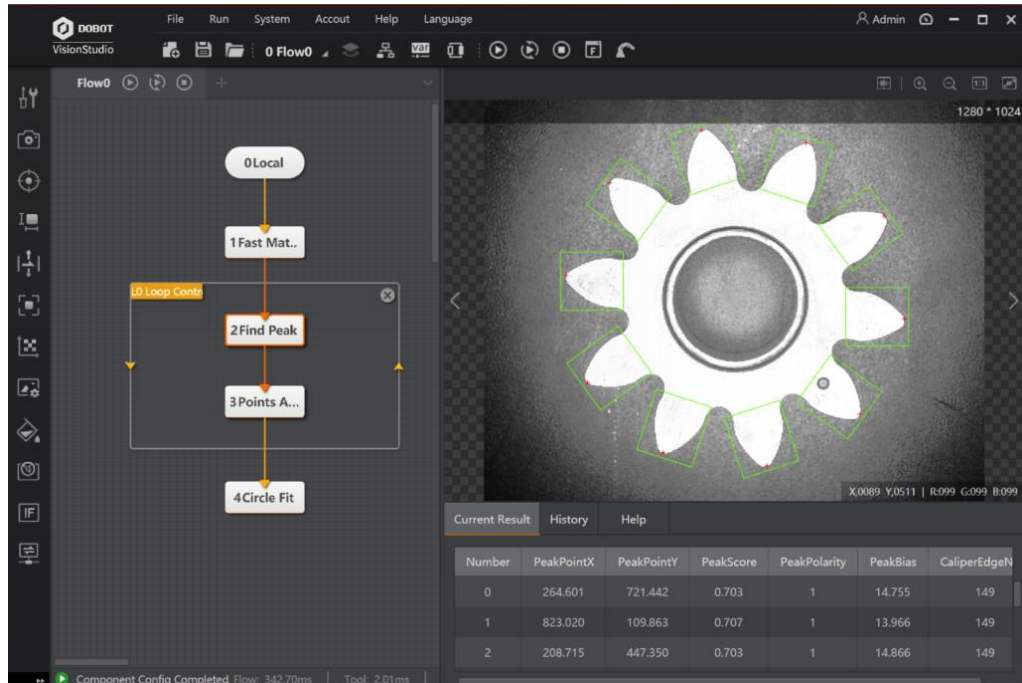 DOBOT
VisionStudio
File Run System Accout Help Language
Admin
0 Flow0
var
F
Flow0
1:1
1280 * 1024
0Local
1Fast Mat..
L0 Loop Contr
2Find Peak
3Points A...
4Circle Fit
IF
X,0089 Y,0511 | R:099 G:099 B:099
Current Result History Help
Number PeakPointX PeakPointY PeakScore PeakPolarity PeakBias CaliperEdgeN
0 264.601 721.442 0.703 1 14.755 149
1 823.020 109.863 0.707 1 13.966 149
2 208.715 447.350 0.703 1 14.866 149
Component Config Completed Flow: 342.70ms | Tool: 2.01ms |